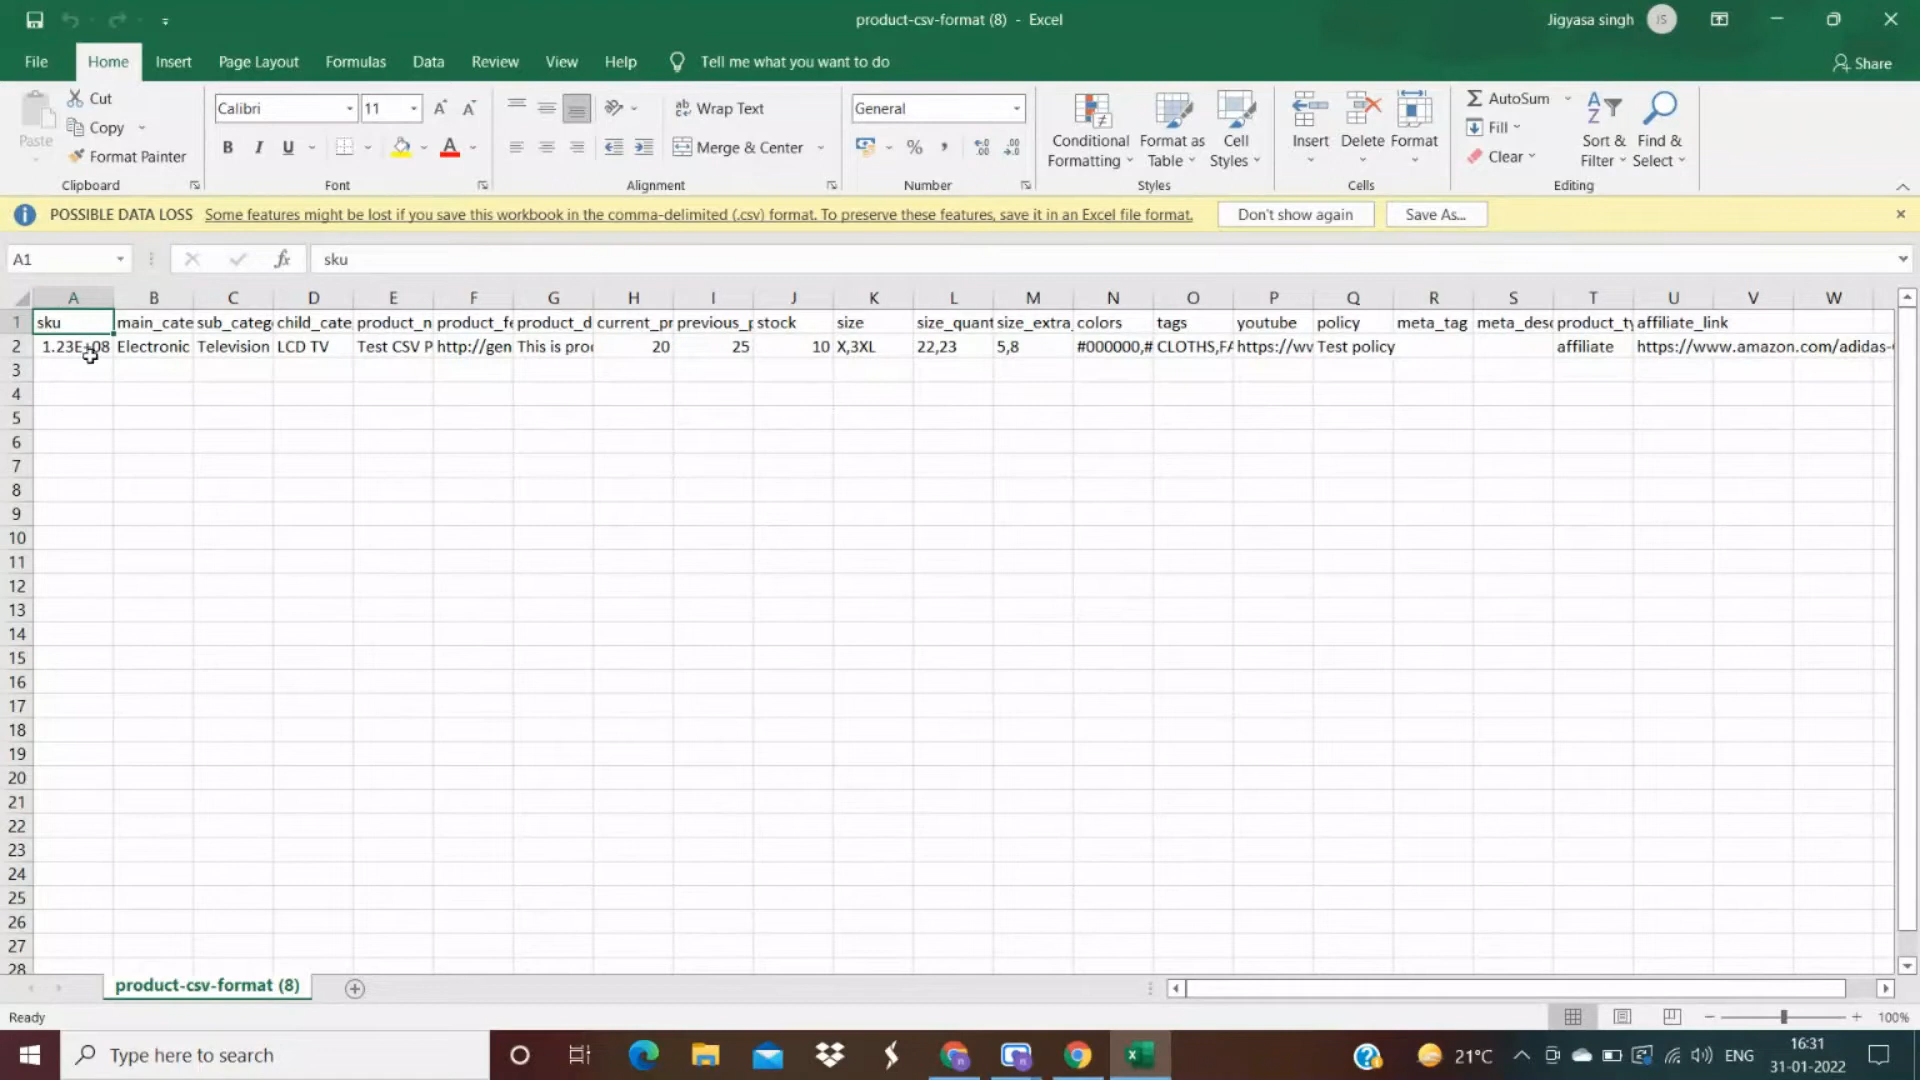 product-csv-format (8) - Excel
Jigyasa singh JS
File Home Insert Page Layout Formulas Data Review View Help Tell me what you want to do Share
Paste
Cut
Copy
Format Painter
Clipboard
Calibri 11
B I U A
Font
Wrap Text
Merge & Center
Alignment
General
%
Number
Conditional Formatting
Format as Table
Cell Styles
Styles
Insert Delete Format
Cells
AutoSum
Fill
Clear
Sort & Filter
Find & Select
Editing
POSSIBLE DATA LOSS Some features might be lost if you save this workbook in the comma-delimited (.csv) format. To preserve these features, save it in an Excel file format. Don't show again Save As...
A1 fx sku
A B C D E F G H I J K L M N O P Q R S T U V W
1 sku main_cate sub_categ child_cate product_n product_fe product_d current_pr previous_p stock size size_quant size_extra_ colors tags youtube policy meta_tag meta_desc product_ty affiliate_link
2 1.23E+08 Electronic Television LCD TV Test CSV P http://gen This is proc 20 25 10 X,3XL 22,23 5,8 #000000,# CLOTHS,FA https://wv Test policy affiliate https://www.amazon.com/adidas-
3
4
5
6
7
8
9
10
11
12
13
14
15
16
17
18
19
20
21
22
23
24
25
26
27
28
product-csv-format (8)
Ready 100%
Type here to search
21°C ENG
16:31
31-01-2022